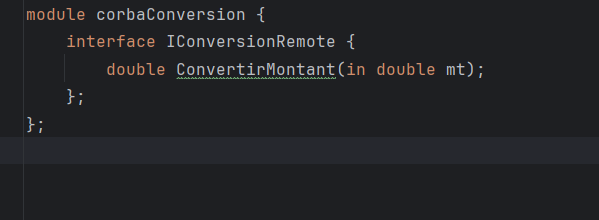 module corbaConversion {
    interface IConversionRemote {
        double ConvertirMontant(in double mt);
    };
};